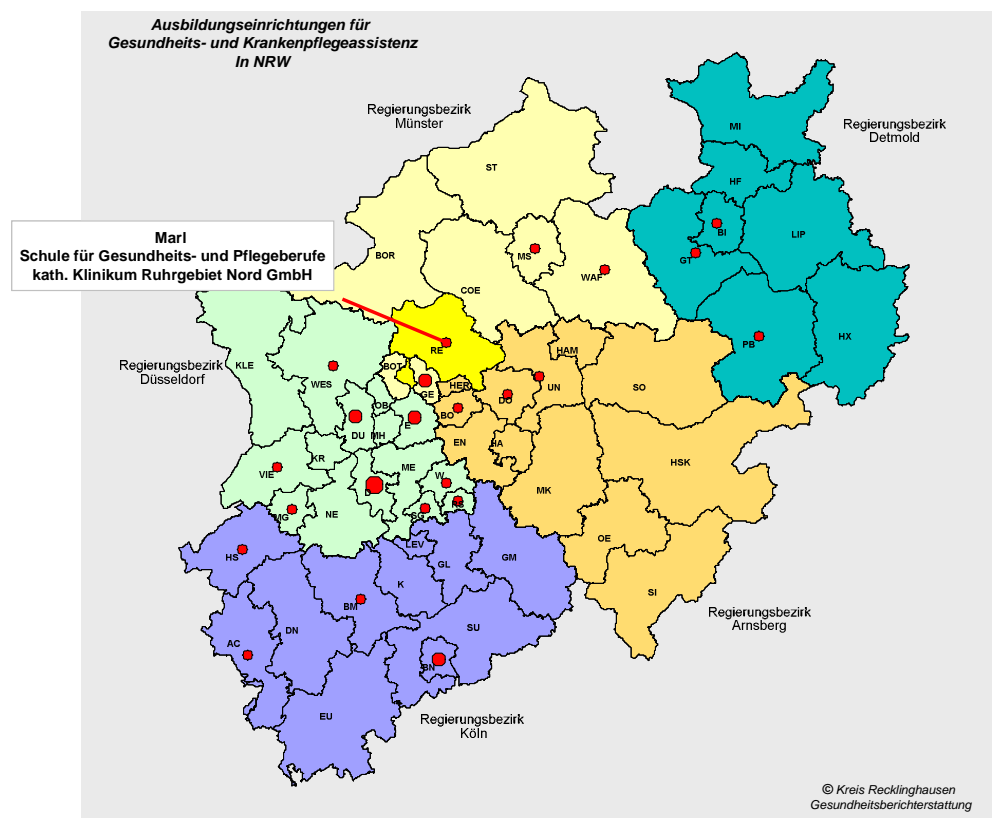 Ausbildungseinrichtungen für
Gesundheits- und Krankenpflegeassistenz
In NRW
Regierungsbezirk
Münster
Regierungsbezirk
Detmold
MI
ST
HF
BI
LIP
Marl
Schule für Gesundheits- und Pflegeberufe
kath. Klinikum Ruhrgebiet Nord GmbH
BOR
MS
GT
WAF
COE
HX
PB
RE
HAM
Regierungsbezirk
Düsseldorf
KLE
WES
BOT
GE
HER
UN
SO
OB
DO
BO
E
DU
MH
EN
HA
KR
ME
HSK
VIE
W
MK
D
RS
NE
MG
SG
OE
LEV
HS
GL
GM
K
SI
BM
Regierungsbezirk
Arnsberg
DN
SU
AC
BN
EU
Regierungsbezirk
Köln
© Kreis Recklinghausen
Gesundheitsberichterstattung